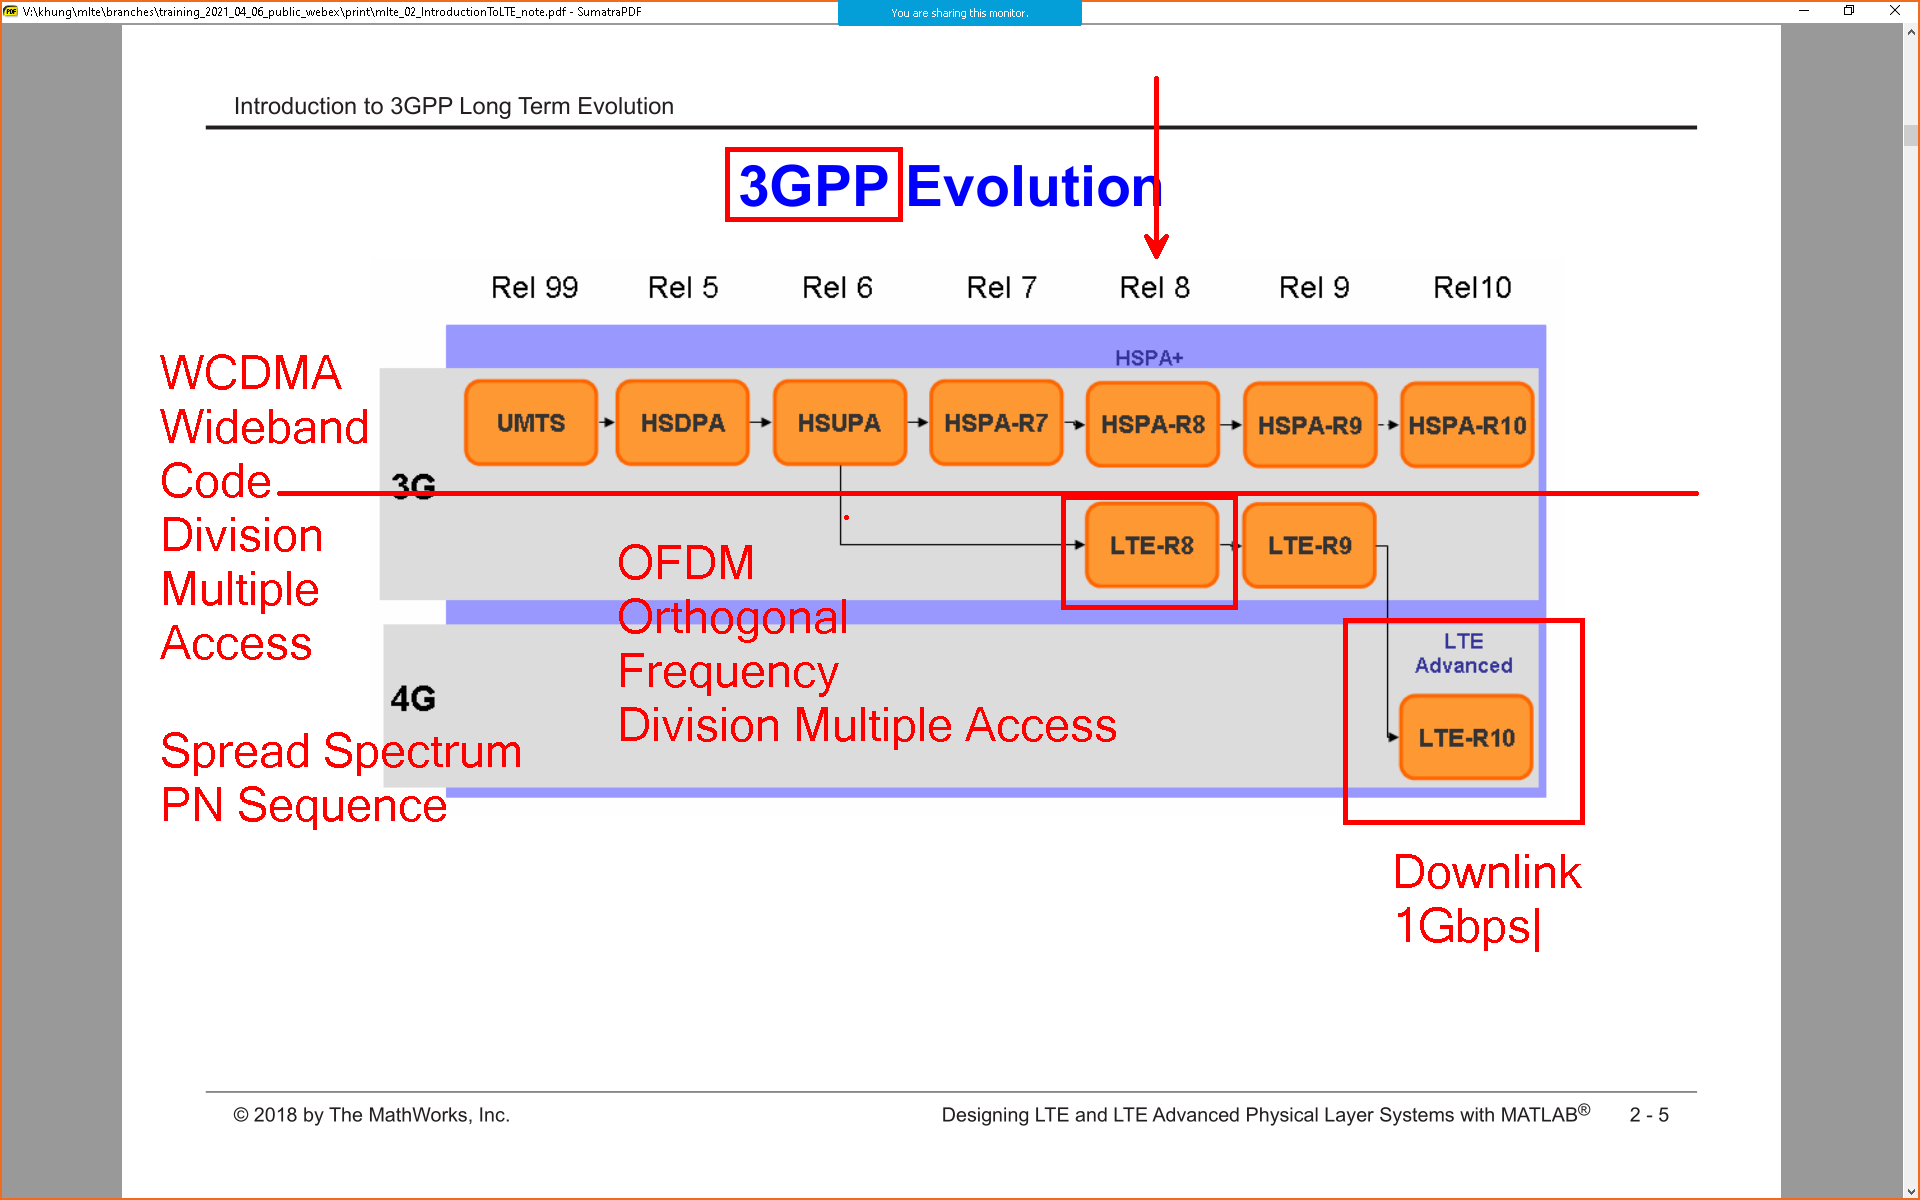 V:\khung\mlte\branches\training_2021_04_06_public_webex\print\mlte_02_IntroductionToLTE_note.pdf - SumatraPDF
You are sharing this monitor.
Introduction to 3GPP Long Term Evolution
3GPP Evolution
Rel 99 Rel 5 Rel 6 Rel 7 Rel 8 Rel 9 Rel10
HSPA+
UMTS HSDPA HSUPA HSPA-R7 HSPA-R8 HSPA-R9 HSPA-R10
3G
LTE-R8 LTE-R9
4G
LTE
Advanced
LTE-R10
WCDMA
Wideband
Code
Division
Multiple
Access
Spread Spectrum
PN Sequence
OFDM
Orthogonal
Frequency
Division Multiple Access
Downlink
1Gbps
© 2018 by The MathWorks, Inc.
Designing LTE and LTE Advanced Physical Layer Systems with MATLAB® 2 - 5